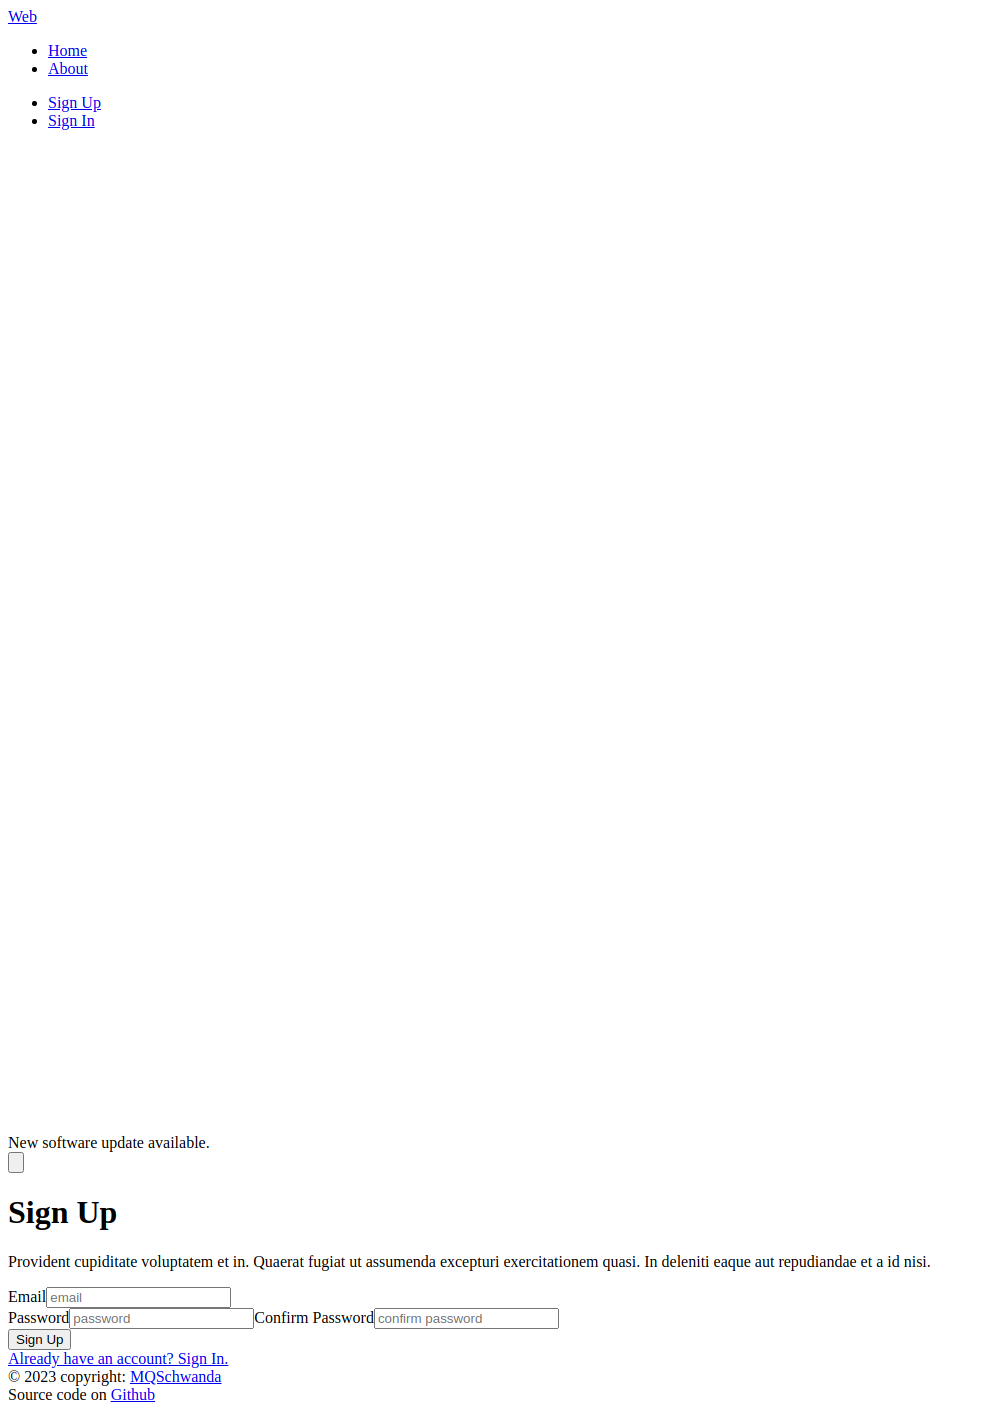 Web
Home
About
Sign Up
Sign In
New software update available.
Sign Up
Provident cupiditate voluptatem et in. Quaerat fugiat ut assumenda excepturi exercitationem quasi. In deleniti eaque aut repudiandae et a id nisi.
Email email
Password password Confirm Password confirm password
Sign Up
Already have an account? Sign In.
© 2023 copyright: MQSchwanda
Source code on Github